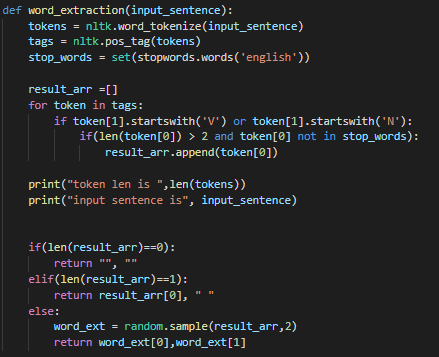 def word_extraction(input_sentence):
    tokens = nltk.word_tokenize(input_sentence)
    tags = nltk.pos_tag(tokens)
    stop_words = set(stopwords.words('english'))

    result_arr =[]
    for token in tags:
        if token[1].startswith('V') or token[1].startswith('N'):
            if(len(token[0]) > 2 and token[0] not in stop_words):
                result_arr.append(token[0])

    print("token len is ",len(tokens))
    print("input sentence is", input_sentence)


    if(len(result_arr)==0):
        return "", ""
    elif(len(result_arr)==1):
        return result_arr[0], " "
    else:
        word_ext = random.sample(result_arr,2)
        return word_ext[0],word_ext[1]